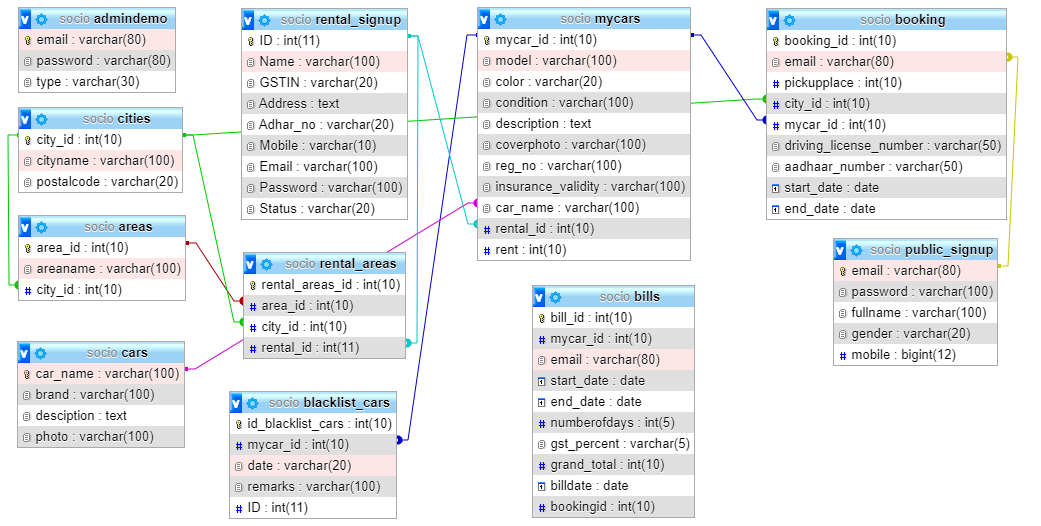 socio admindemo
email : varchar(80)
password : varchar(80)
type : varchar(30)
socio cities
city_id : int(10)
cityname : varchar(100)
postalcode : varchar(20)
socio areas
area_id : int(10)
areaname : varchar(100)
city_id : int(10)
socio cars
car_name : varchar(100)
brand : varchar(100)
desciption : text
photo : varchar(100)
socio rental_signup
ID : int(11)
Name : varchar(100)
GSTIN : varchar(20)
Address : text
Adhar_no : varchar(20)
Mobile : varchar(10)
Email : varchar(100)
Password : varchar(100)
Status : varchar(20)
socio rental_areas
rental_areas_id : int(10)
area_id : int(10)
city_id : int(10)
rental_id : int(11)
socio blacklist_cars
id_blacklist_cars : int(10)
mycar_id : int(10)
date : varchar(20)
remarks : varchar(100)
ID : int(11)
socio mycars
mycar_id : int(10)
model : varchar(100)
color : varchar(20)
condition : varchar(100)
description : text
coverphoto : varchar(100)
reg_no : varchar(100)
insurance_validity : varchar(100)
car_name : varchar(100)
rental_id : int(10)
rent : int(10)
socio bills
bill_id : int(10)
mycar_id : int(10)
email : varchar(80)
start_date : date
end_date : date
numberofdays : int(5)
gst_percent : varchar(5)
grand_total : int(10)
billdate : date
bookingid : int(10)
socio booking
booking_id : int(10)
email : varchar(80)
pickupplace : int(10)
city_id : int(10)
mycar_id : int(10)
driving_license_number : varchar(50)
aadhaar_number : varchar(50)
start_date : date
end_date : date
socio public_signup
email : varchar(80)
password : varchar(100)
fullname : varchar(100)
gender : varchar(20)
mobile : bigint(12)